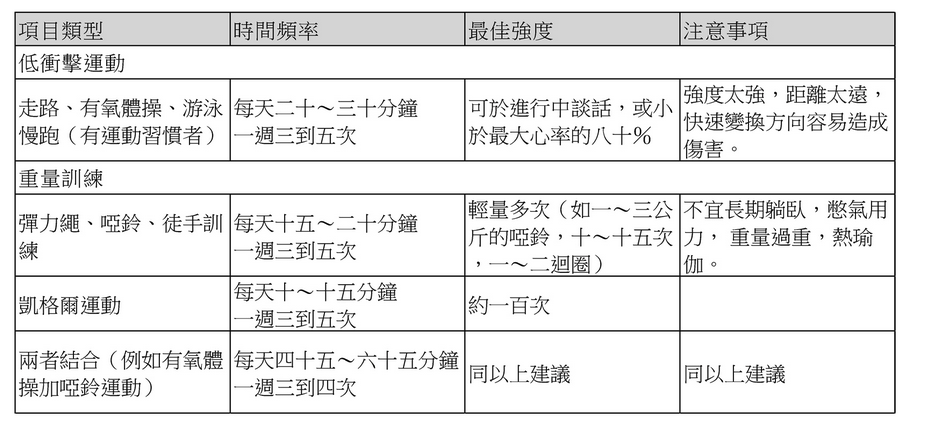 項目類型 時間頻率 最佳強度 注意事項
低衝擊運動
走路、有氧體操、游泳
慢跑（有運動習慣者）
每天二十～三十分鐘
一週三到五次
可於進行中談話，或小
於最大心率的八十%
強度太強，距離太遠，
快速變換方向容易造成
傷害。
重量訓練
彈力繩、啞鈴、徒手訓
練
每天十五～二十分鐘
一週三到五次
輕量多次（如一～三公
斤的啞鈴，十～十五次
，一～二迴圈）
不宜長期躺臥，憋氣用
力， 重量過重，熱瑜
伽。
凱格爾運動
每天十～十五分鐘
一週三到五次
約一百次
兩者結合（例如有氧體
操加啞鈴運動）
每天四十五～六十五分鐘
一週三到四次
同以上建議
同以上建議